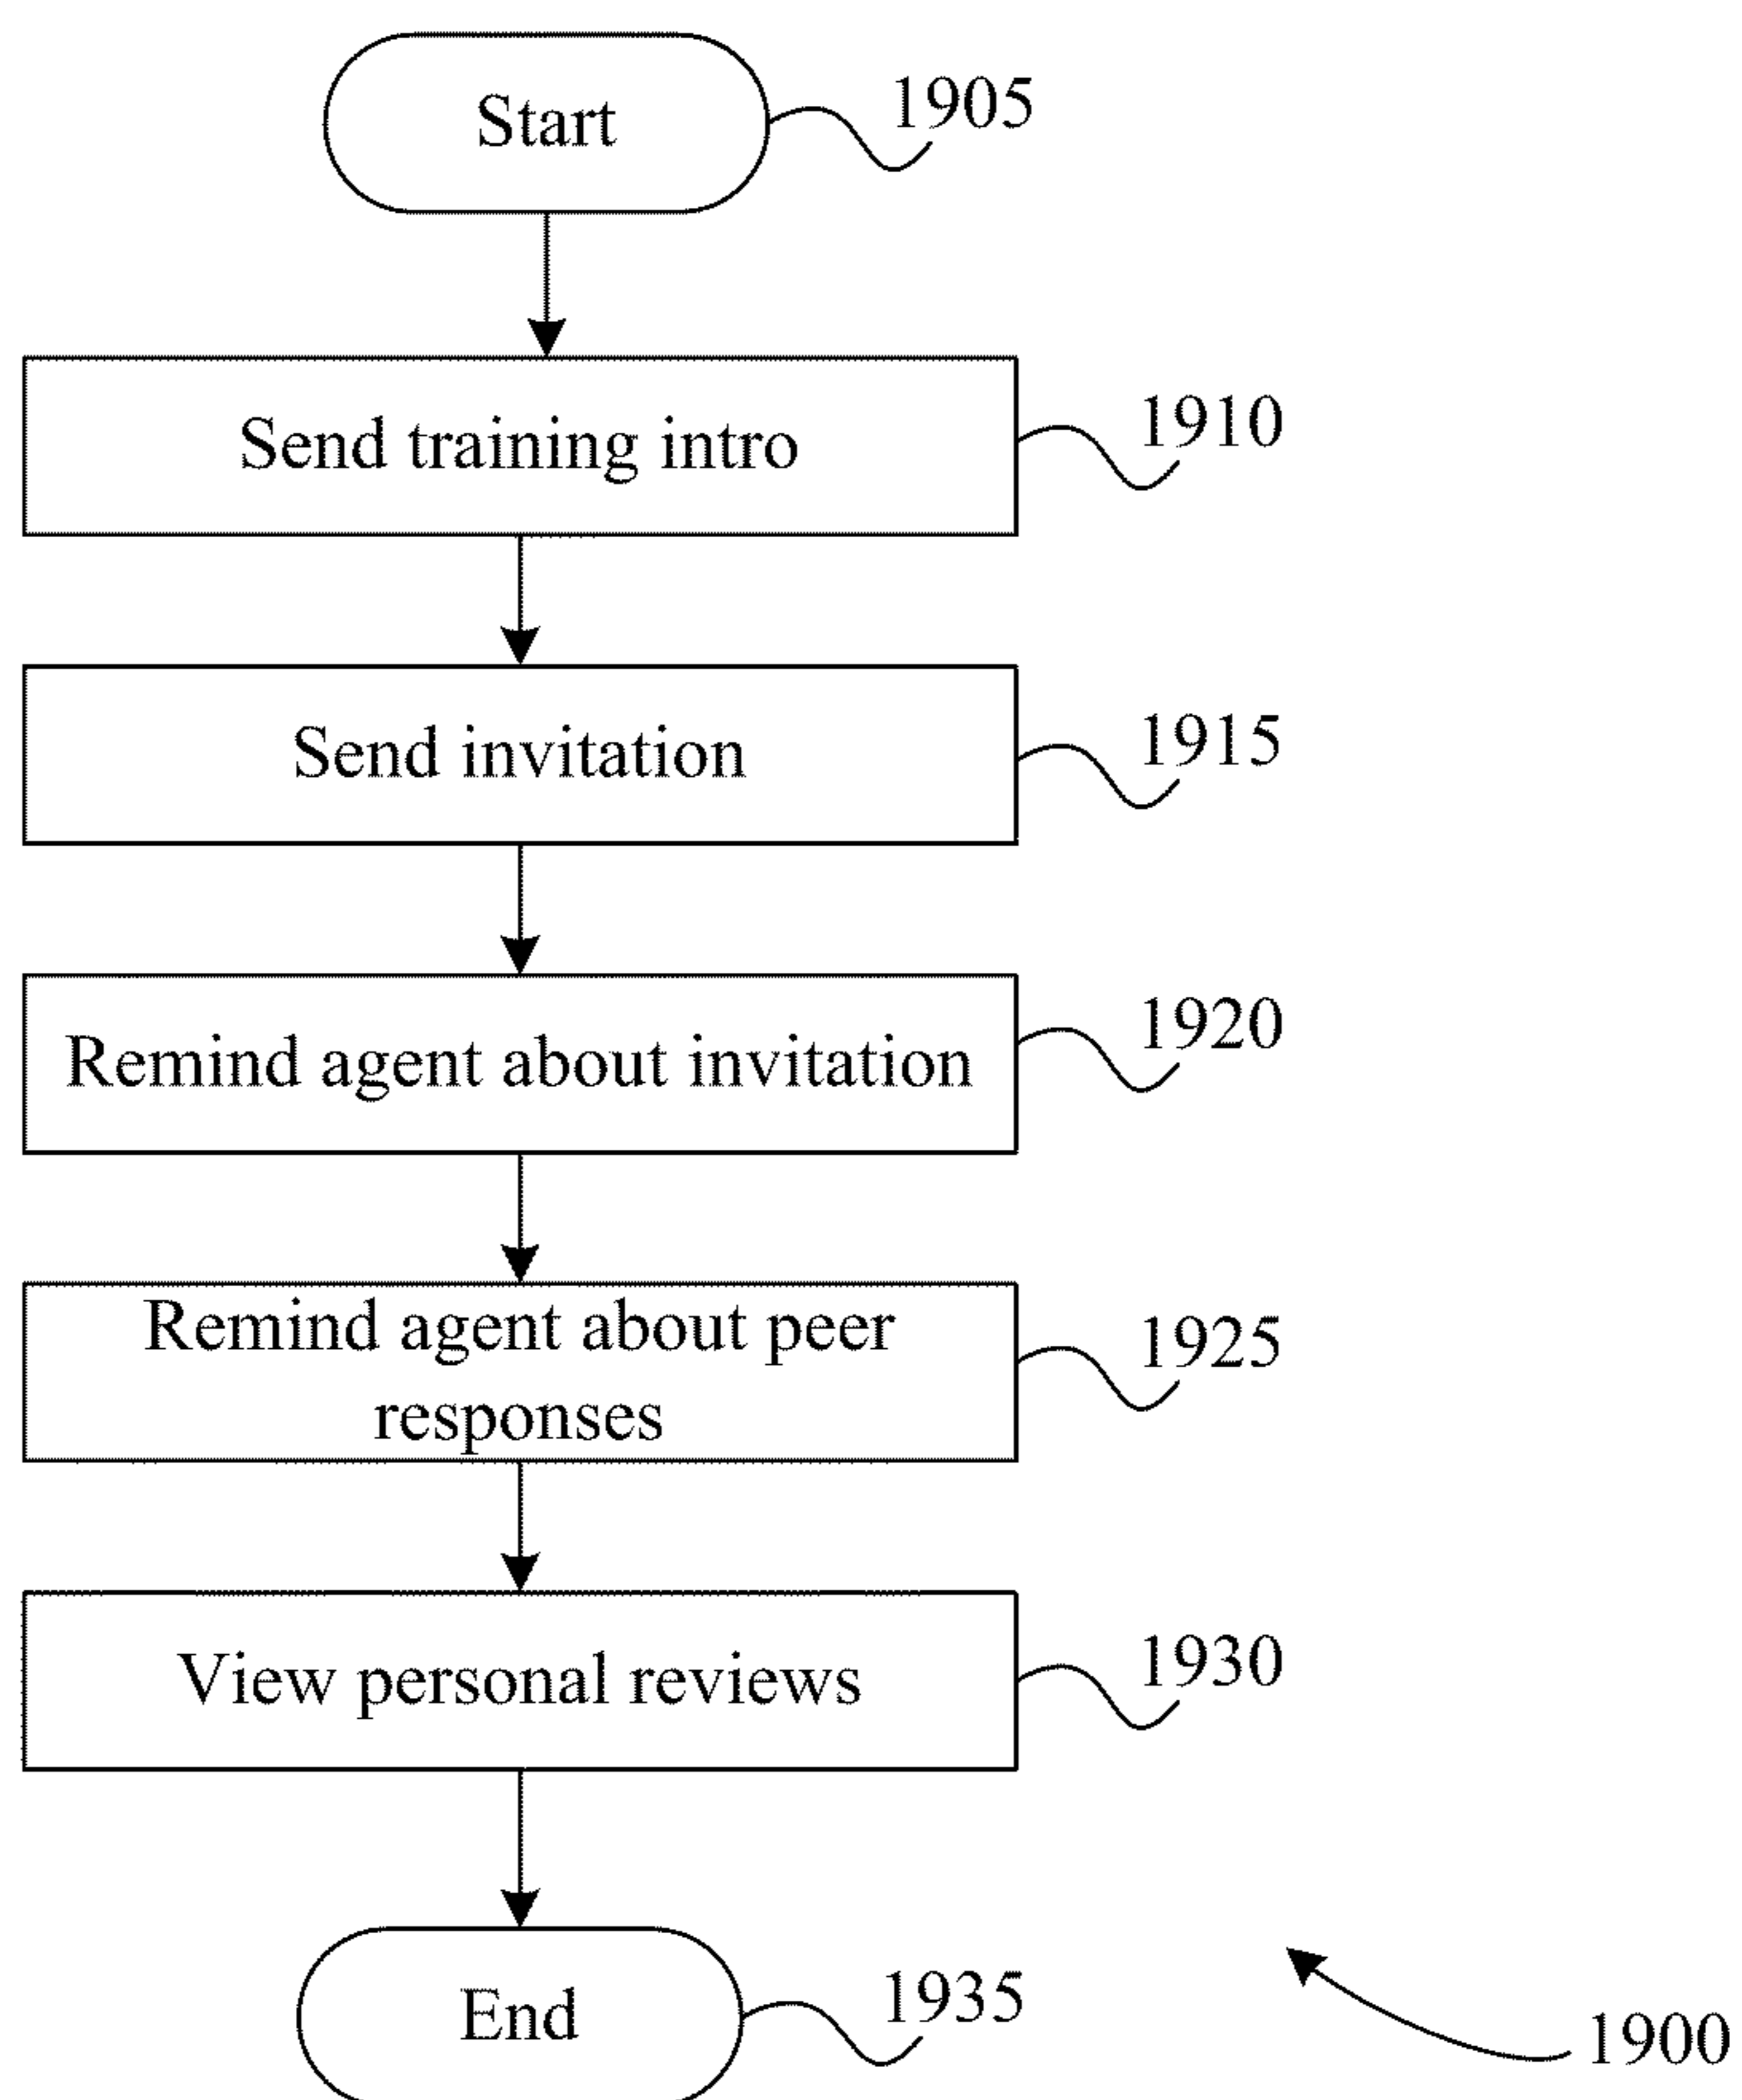 Start
1905
Send training intro
1910
Send invitation
1915
Remind agent about invitation
1920
Remind agent about peer
responses
1925
View personal reviews
1930
End
1935
1900